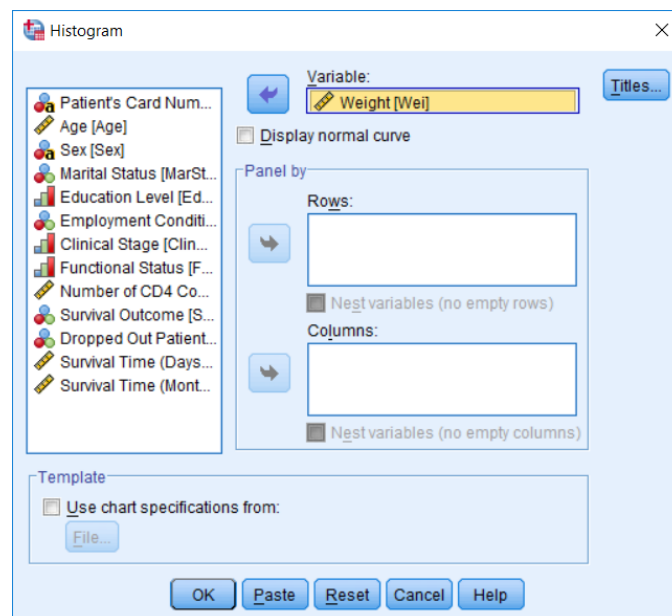 Histogram
Variable:
Weight [Wei]
Titles...
Patient's Card Num...
Age [Age]
Sex [Sex]
Marital Status [MarSt...
Education Level [Ed...
Employment Conditi...
Clinical Stage [Clin...
Functional Status [F...
Number of CD4 Co...
Survival Outcome [S...
Dropped Out Patient...
Survival Time (Days...
Survival Time (Mont...
Display normal curve
Panel by
Rows:
Nest variables (no empty rows)
Columns:
Nest variables (no empty columns)
Template
Use chart specifications from:
File...
OK Paste Reset Cancel Help